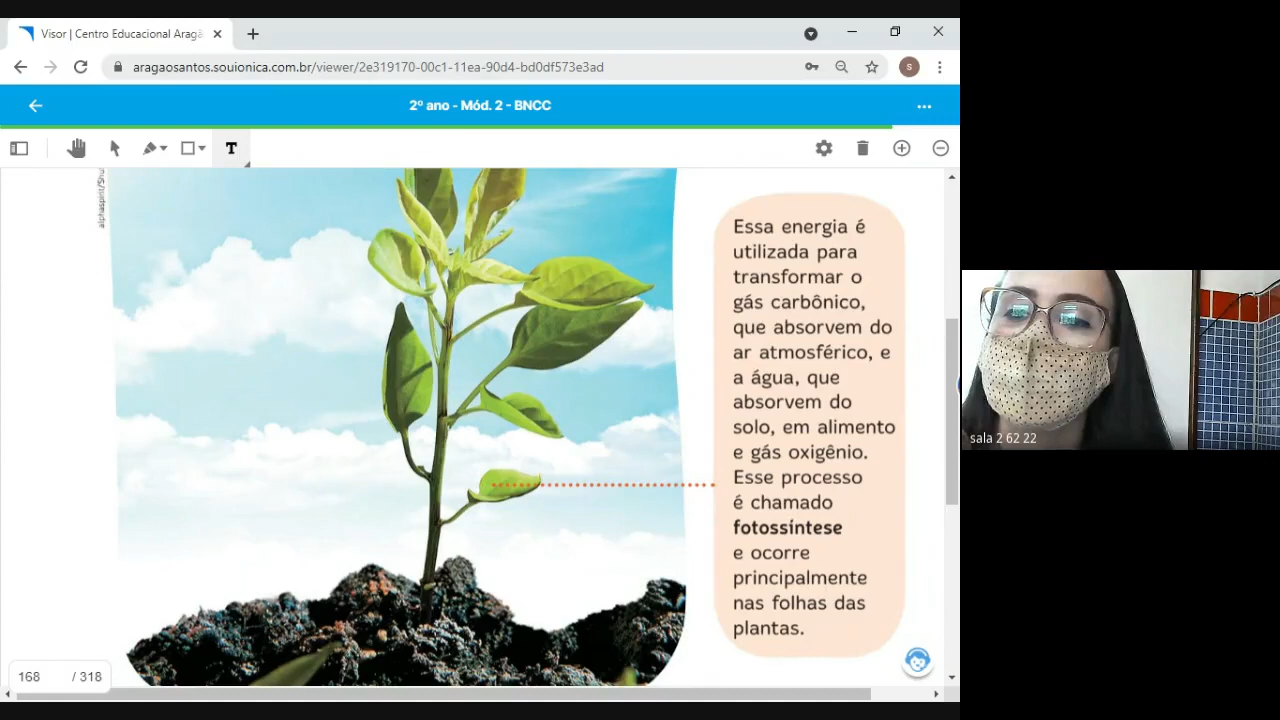 Visor | Centro Educacional Aragã
aragaosantos.souionica.com.br/viewer/2e319170-00c1-11ea-90d4-bd0df573e3ad
s
2º ano - Mód. 2 - BNCC
T
alphaspirit/Shu
Essa energia é
utilizada para
transformar o
gás carbônico,
que absorvem do
ar atmosférico, e
a água, que
absorvem do
solo, em alimento
e gás oxigênio.
Esse processo
é chamado
fotossíntese
e ocorre
principalmente
nas folhas das
plantas.
168 / 318
sala 2 62 22